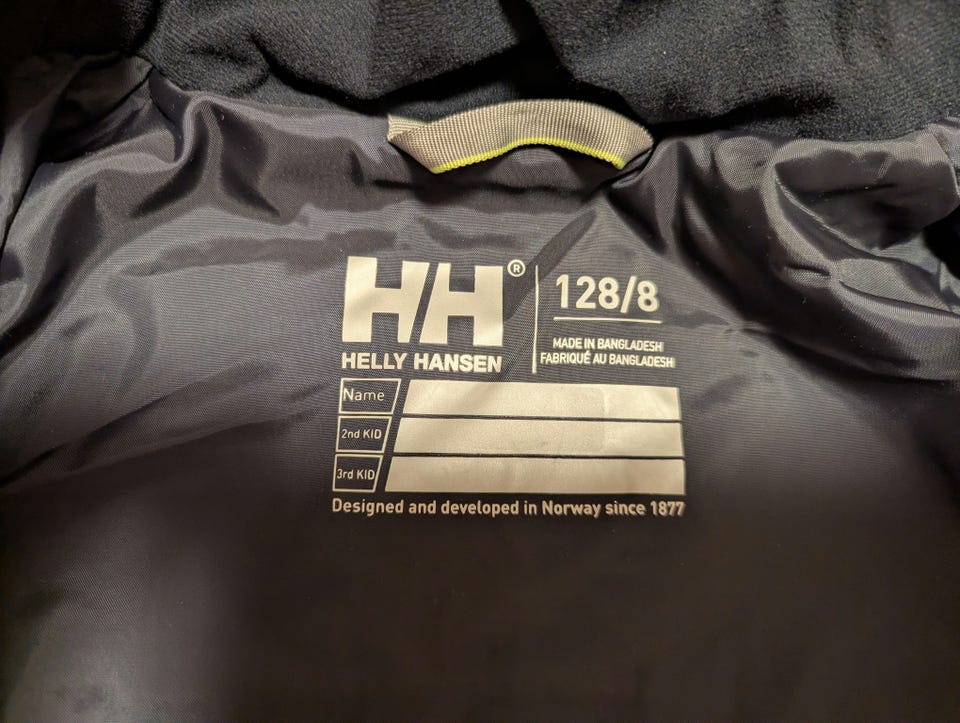 HH®
HELLY HANSEN
128/8
MADE IN BANGLADESH
FABRIQUÉ AU BANGLADESH
Name
2nd KID
3rd KID
Designed and developed in Norway since 1877